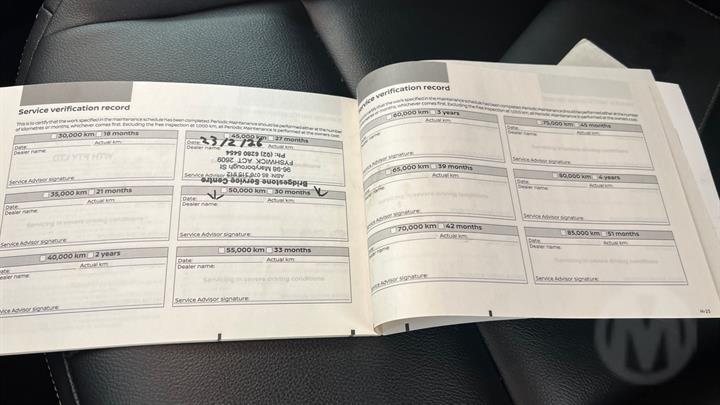 Service verification record
This is to certify that the work specified in the maintenance schedule has been completed. Periodic Maintenance should be performed either at the number
of kilometres or months, whichever comes first. Excluding the free inspection at 1,000 km, all Periodic Maintenance is performed at the owners cost.
30,000 km 18 months
Date: Actual km:
Dealer name:
Service Advisor signature:
35,000 km 21 months
Date: Actual km:
Dealer name:
Servicing in severe driving conditions
Service Advisor signature:
40,000 km 2 years
Date: Actual km:
Dealer name:
Service Advisor signature:
45,000 km 27 months
Date: 23/2/26 Actual km:
Dealer name:
Service Advisor signature:
Bridgestone Service Centre
96-98 Maryborough St
FYSHWICK ACT 2609
Ph: (02) 6280 5454
50,000 km 30 months
Date: Actual km:
Dealer name:
Service Advisor signature:
55,000 km 33 months
Date: Actual km:
Dealer name:
Servicing in severe driving conditions
Service Advisor signature:
Service verification record
60,000 km 3 years
Actual km:
Dealer name:
Service Advisor signature:
65,000 km 39 months
Date: Actual km:
Dealer name:
Service Advisor signature:
70,000 km 42 months
Date: Actual km:
Dealer name:
Service Advisor signature:
75,000 km 45 months
Date: Actual km:
Dealer name:
Service Advisor signature:
80,000 km 4 years
Date: Actual km:
Dealer name:
Service Advisor signature:
85,000 km 51 months
Date: Actual km:
Dealer name:
Servicing in severe driving conditions
Service Advisor signature:
M